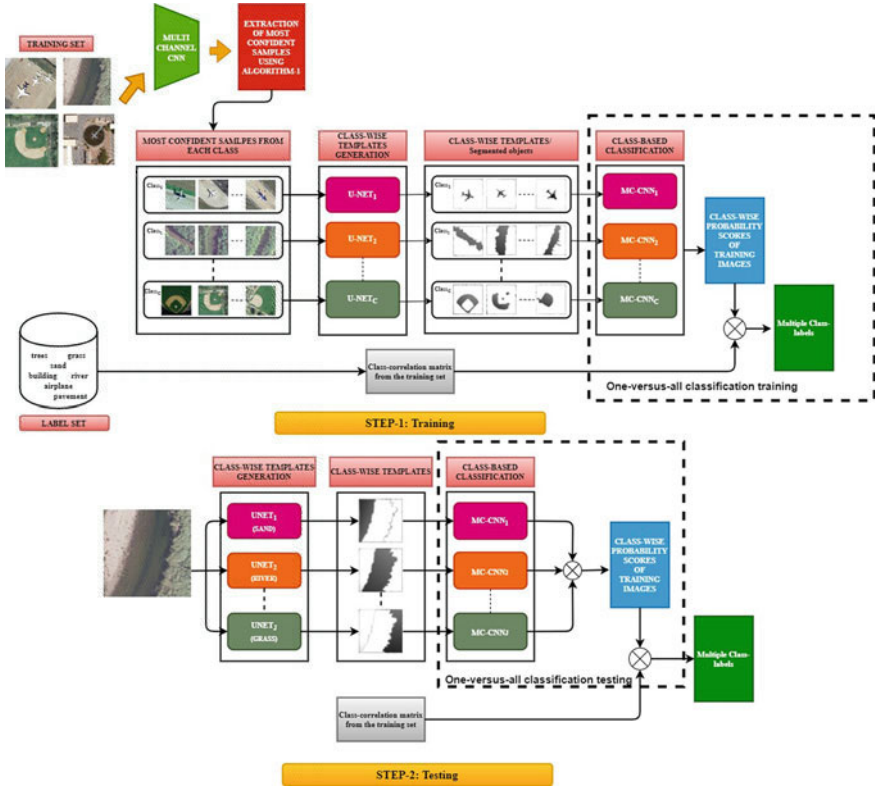 TRAINING SET
MULTI
CHANNEL
CNN
EXTRACTION
OF MOST
CONFIDENT
SAMPLES
USING
ALGORITHM-1
MOST CONFIDENT SAMLPES FROM
EACH CLASS
CLASS-WISE
TEMPLATES
GENERATION
CLASS-WISE TEMPLATES/
Segmented objects
CLASS-BASED
CLASSIFICATION
Class1
U-NET1
Class1
MC-CNN1
CLASS-WISE
PROBABILITY
SCORES
OF
TRAINING
IMAGES
U-NET2
MC-CNN2
U-NETC
MC-CNNC
Multiple Class-
labels
trees grass
sand
building river
airplane
pavement
LABEL SET
Class-correlation matrix
from the training set
One-versus-all classification training
STEP-1: Training
CLASS-WISE TEMPLATES
GENERATION
CLASS-WISE TEMPLATES
CLASS-BASED
CLASSIFICATION
UNET1
(SAND)
MC-CNN1
UNET2
(RIVER)
UNET2
(GRASS)
CLASS-WISE
PROBABILITY
SCORES
OF
TRAINING
IMAGES
Multiple Class-
labels
One-versus-all classification testing
Class-correlation matrix
from the training set
STEP-2: Testing